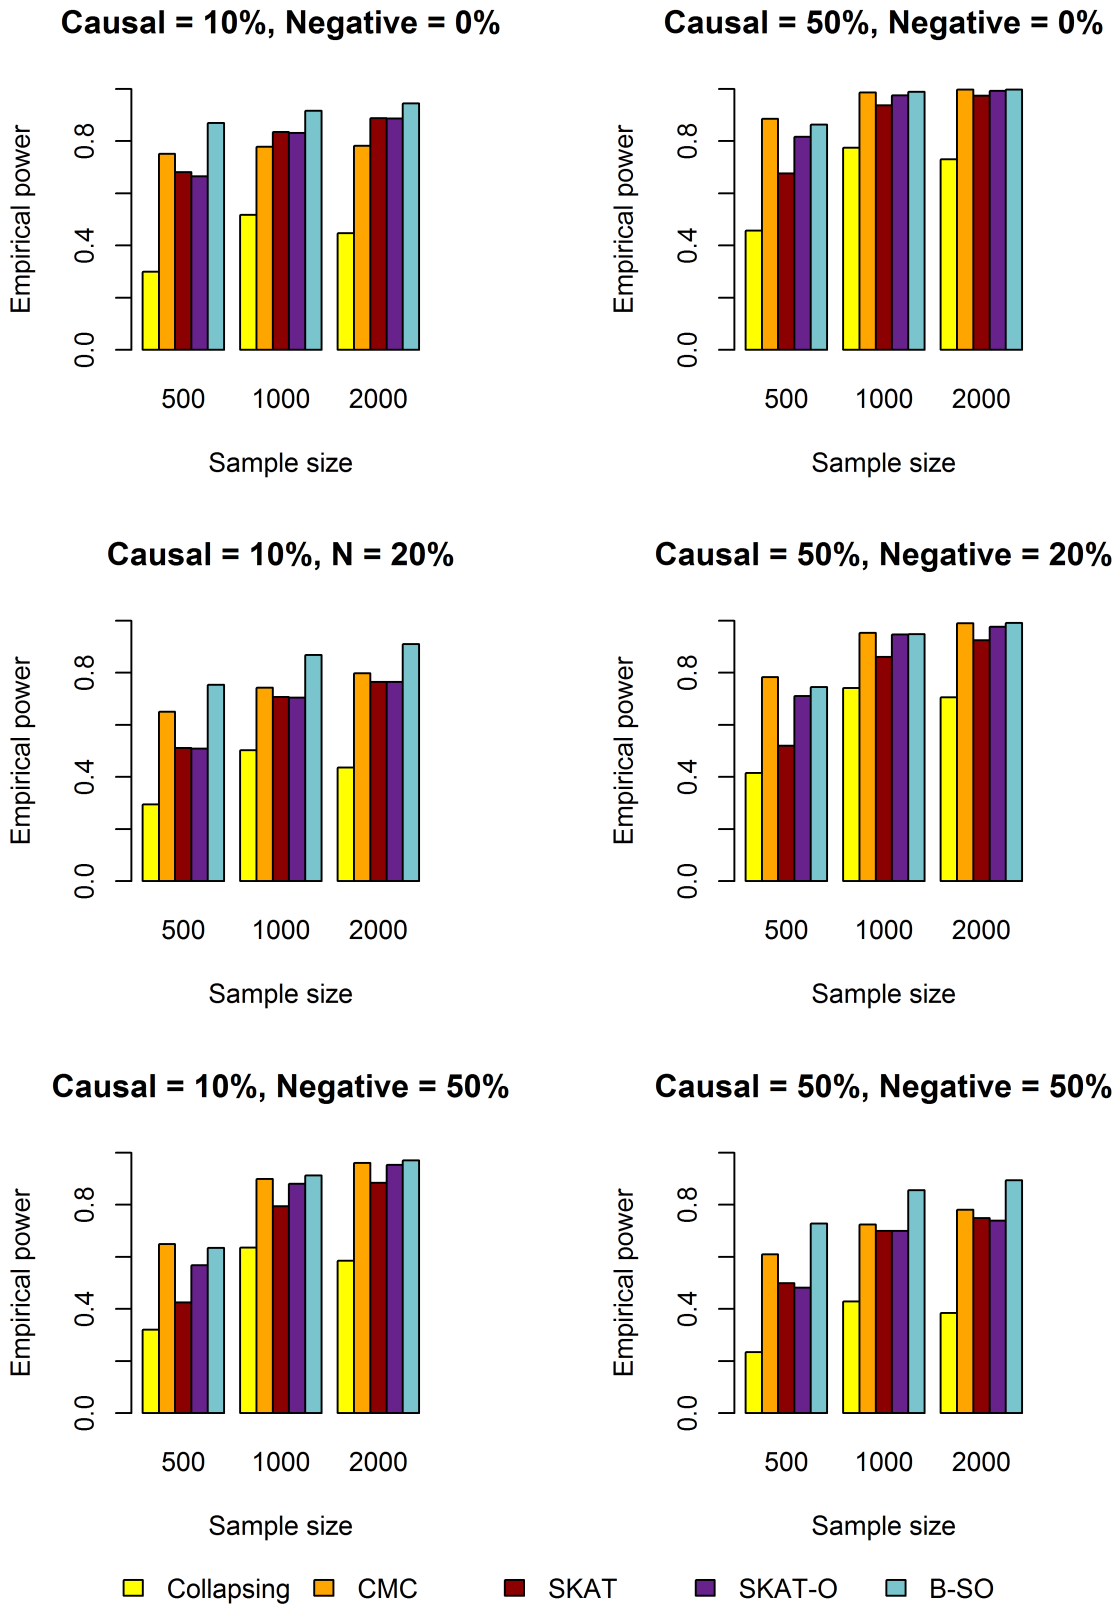 Causal = 10%, Negative = 0%
Empirical power
0.0 0.4 0.8
500 1000 2000
Sample size
Causal = 50%, Negative = 0%
Empirical power
0.0 0.4 0.8
500 1000 2000
Sample size
Causal = 10%, N = 20%
Empirical power
0.0 0.4 0.8
500 1000 2000
Sample size
Causal = 50%, Negative = 20%
Empirical power
0.0 0.4 0.8
500 1000 2000
Sample size
Causal = 10%, Negative = 50%
Empirical power
0.0 0.4 0.8
500 1000 2000
Sample size
Causal = 50%, Negative = 50%
Empirical power
0.0 0.4 0.8
500 1000 2000
Sample size
Collapsing CMC SKAT SKAT-O B-SO